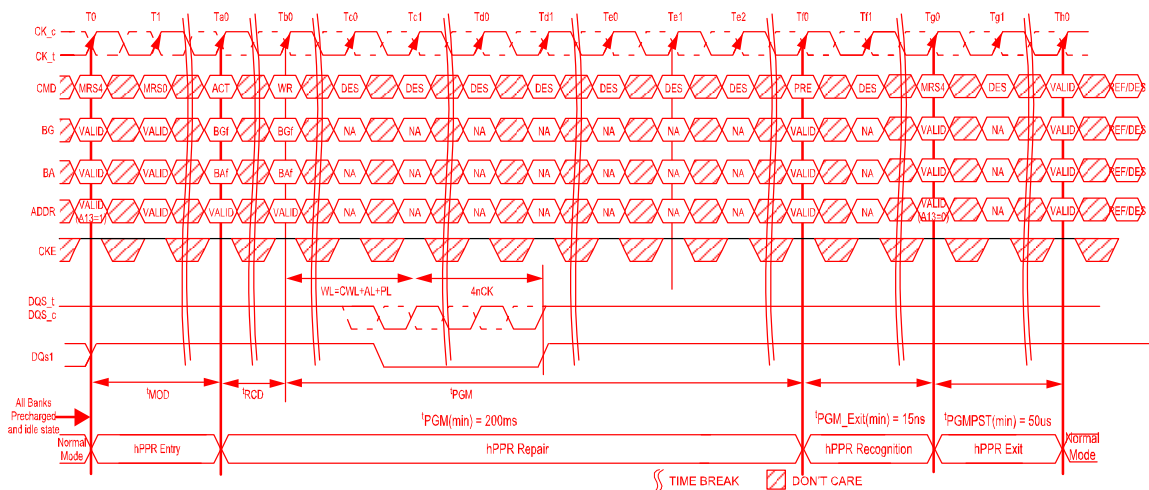 T0 T1 Ta0 Tb0 Tc0 Tc1 Td0 Td1 Te0 Te1 Te2 Tf0 Tf1 Tg0 Tg1 Th0
CK_c
CK_t
CMD MRS4 MRS0 ACT WR DES DES DES DES DES DES DES PRE DES MRS4 DES VALID REF/DES
BG VALID VALID BGf BGf NA NA NA NA NA NA NA VALID NA VALID NA VALID REF/DES
BA VALID VALID BAf BAf NA NA NA NA NA NA NA VALID NA VALID NA VALID REF/DES
ADDR VALID (A13=1) VALID VALID VALID NA NA NA NA NA NA NA VALID NA VALID (A13=0) NA VALID REF/DES
CKE
WL=CWL+AL+PL 4nCK
DQS_t
DQS_c
DQs1
tMOD tRCD tPGM
All Banks
Precharged
and idle state
tPGM(min) = 200ms tPGM_Exit(min) = 15ns tPGMPST(min) = 50us
Normal
Mode
hPPR Entry hPPR Repair hPPR Recognition hPPR Exit
Normal
Mode
TIME BREAK DON'T CARE